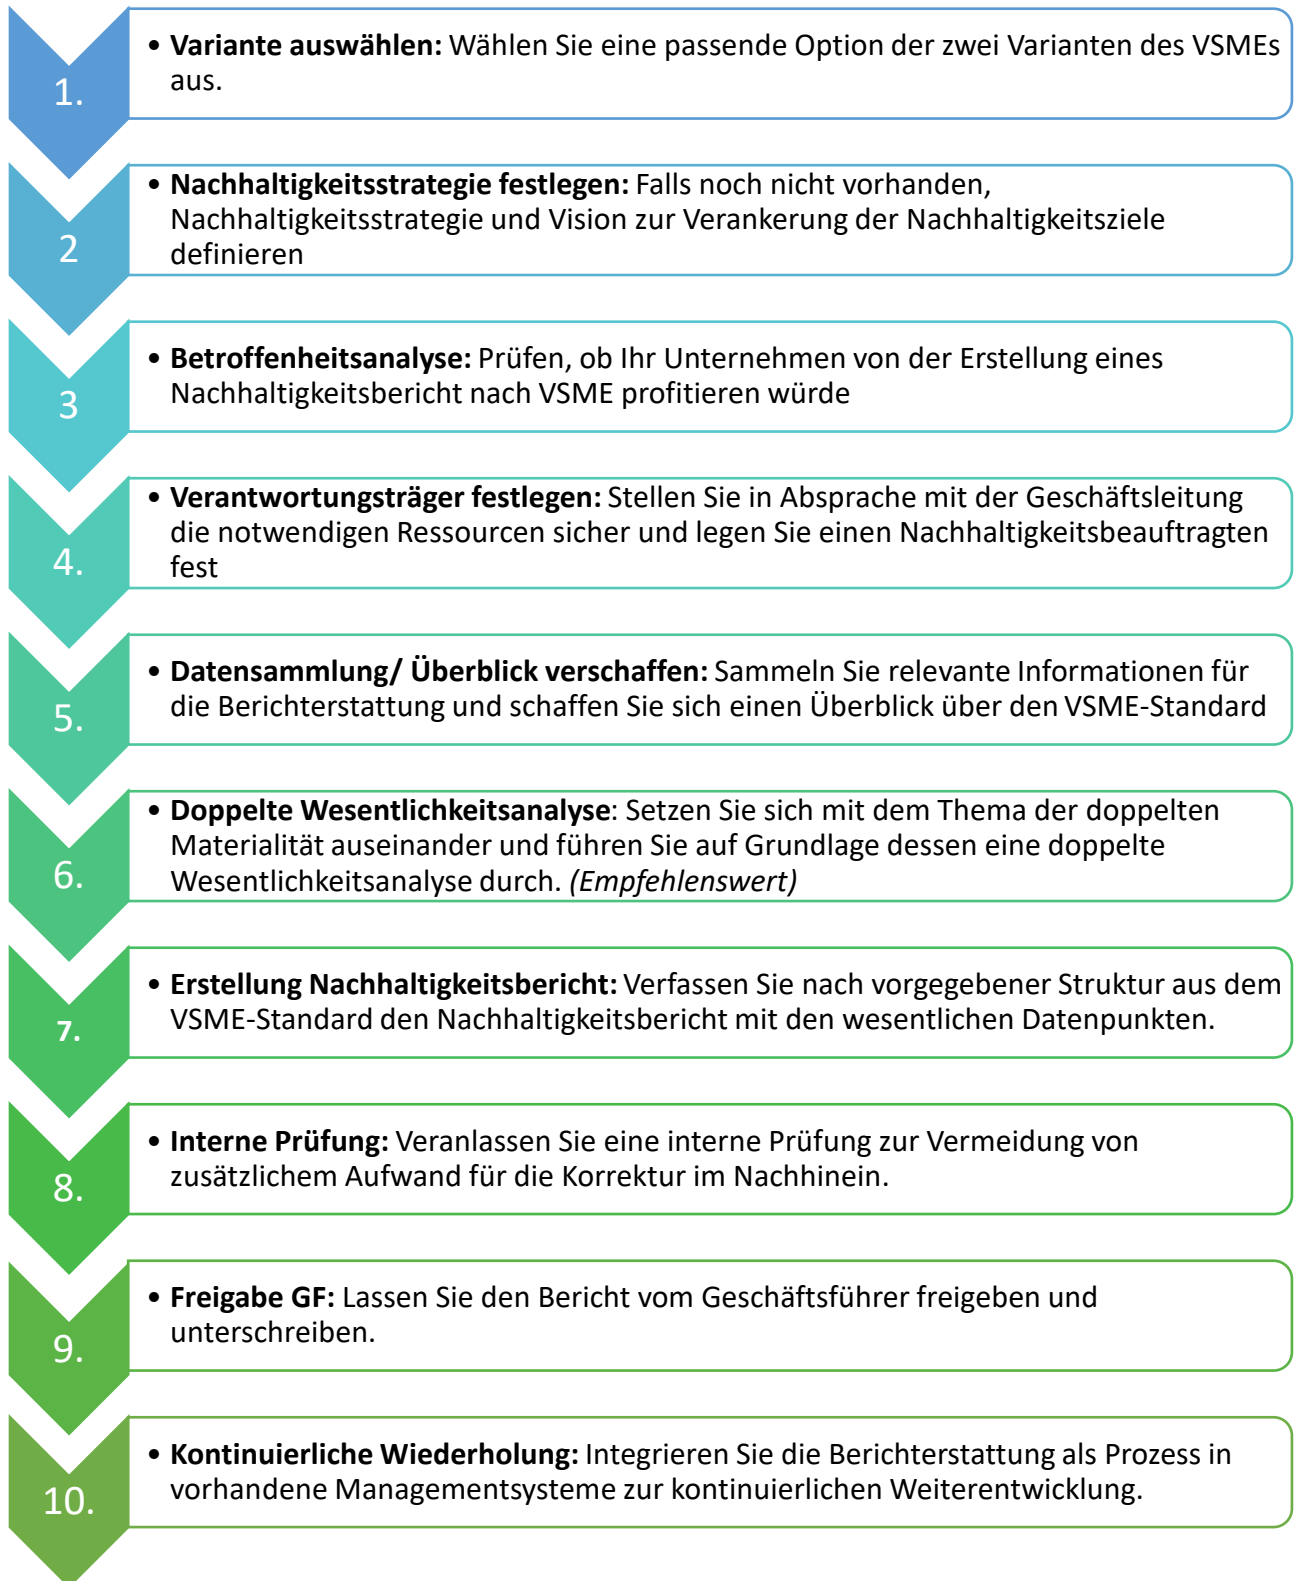 1.
• Variante auswählen: Wählen Sie eine passende Option der zwei Varianten des VSMEs
aus.
2
• Nachhaltigkeitsstrategie festlegen: Falls noch nicht vorhanden,
Nachhaltigkeitsstrategie und Vision zur Verankerung der Nachhaltigkeitsziele
definieren
3
• Betroffenheitsanalyse: Prüfen, ob Ihr Unternehmen von der Erstellung eines
Nachhaltigkeitsbericht nach VSME profitieren würde
4.
• Verantwortungsträger festlegen: Stellen Sie in Absprache mit der Geschäftsleitung
die notwendigen Ressourcen sicher und legen Sie einen Nachhaltigkeitsbeauftragten
fest
5.
• Datensammlung/ Überblick verschaffen: Sammeln Sie relevante Informationen für
die Berichterstattung und schaffen Sie sich einen Überblick über den VSME-Standard
6.
• Doppelte Wesentlichkeitsanalyse: Setzen Sie sich mit dem Thema der doppelten
Materialität auseinander und führen Sie auf Grundlage dessen eine doppelte
Wesentlichkeitsanalyse durch. (Empfehlenswert)
7.
• Erstellung Nachhaltigkeitsbericht: Verfassen Sie nach vorgegebener Struktur aus dem
VSME-Standard den Nachhaltigkeitsbericht mit den wesentlichen Datenpunkten.
8.
• Interne Prüfung: Veranlassen Sie eine interne Prüfung zur Vermeidung von
zusätzlichem Aufwand für die Korrektur im Nachhinein.
9.
• Freigabe GF: Lassen Sie den Bericht vom Geschäftsführer freigeben und
unterschreiben.
10.
• Kontinuierliche Wiederholung: Integrieren Sie die Berichterstattung als Prozess in
vorhandene Managementsysteme zur kontinuierlichen Weiterentwicklung.